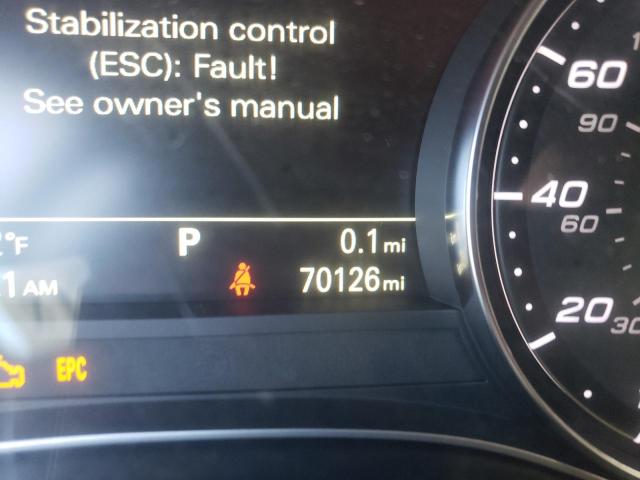 Stabilization control
(ESC): Fault!
See owner's manual
60
90
40
60
20
30
°F
P
0.1 mi
1 AM
70126 mi
EPC